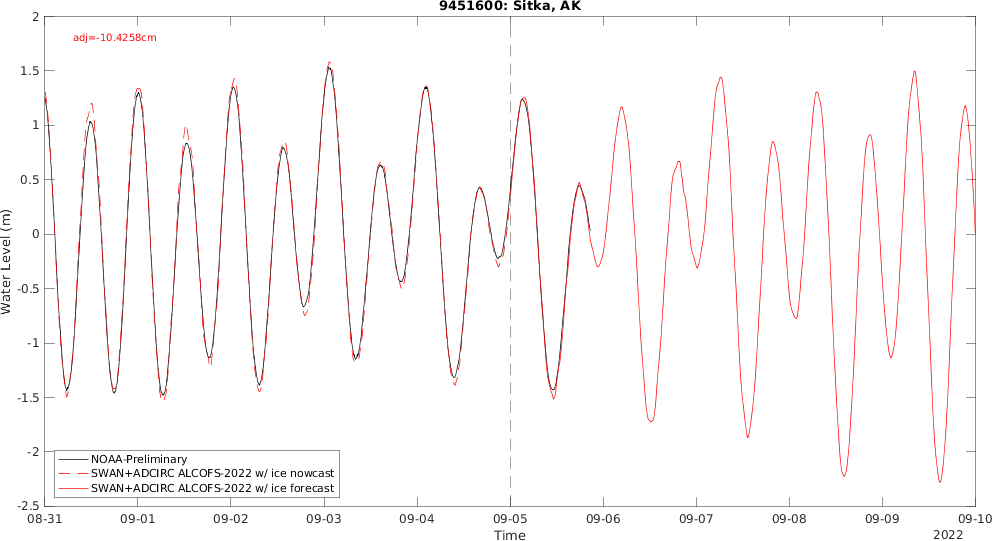 9451600: Sitka, AK
adj=-10.4258cm
2
1.5
1
0.5
0
-0.5
-1
-1.5
-2
-2.5
Water Level (m)
NOAA-Preliminary
SWAN+ADCIRC ALCOFS-2022 w/ ice nowcast
SWAN+ADCIRC ALCOFS-2022 w/ ice forecast
08-31 09-01 09-02 09-03 09-04 09-05 09-06 09-07 09-08 09-09 09-10
Time
2022